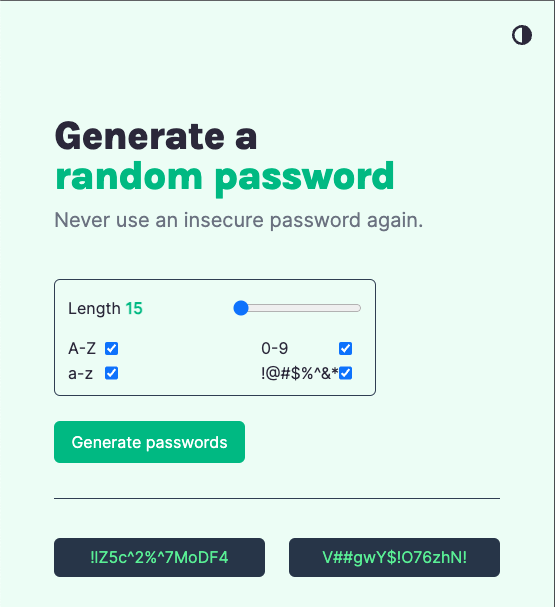 Generate a
random password
Never use an insecure password again.
Length 15
A-Z 0-9
a-z !@#$%^&*
Generate passwords
!IZ5c^2%^7MoDF4 V##gwY$!O76zhN!